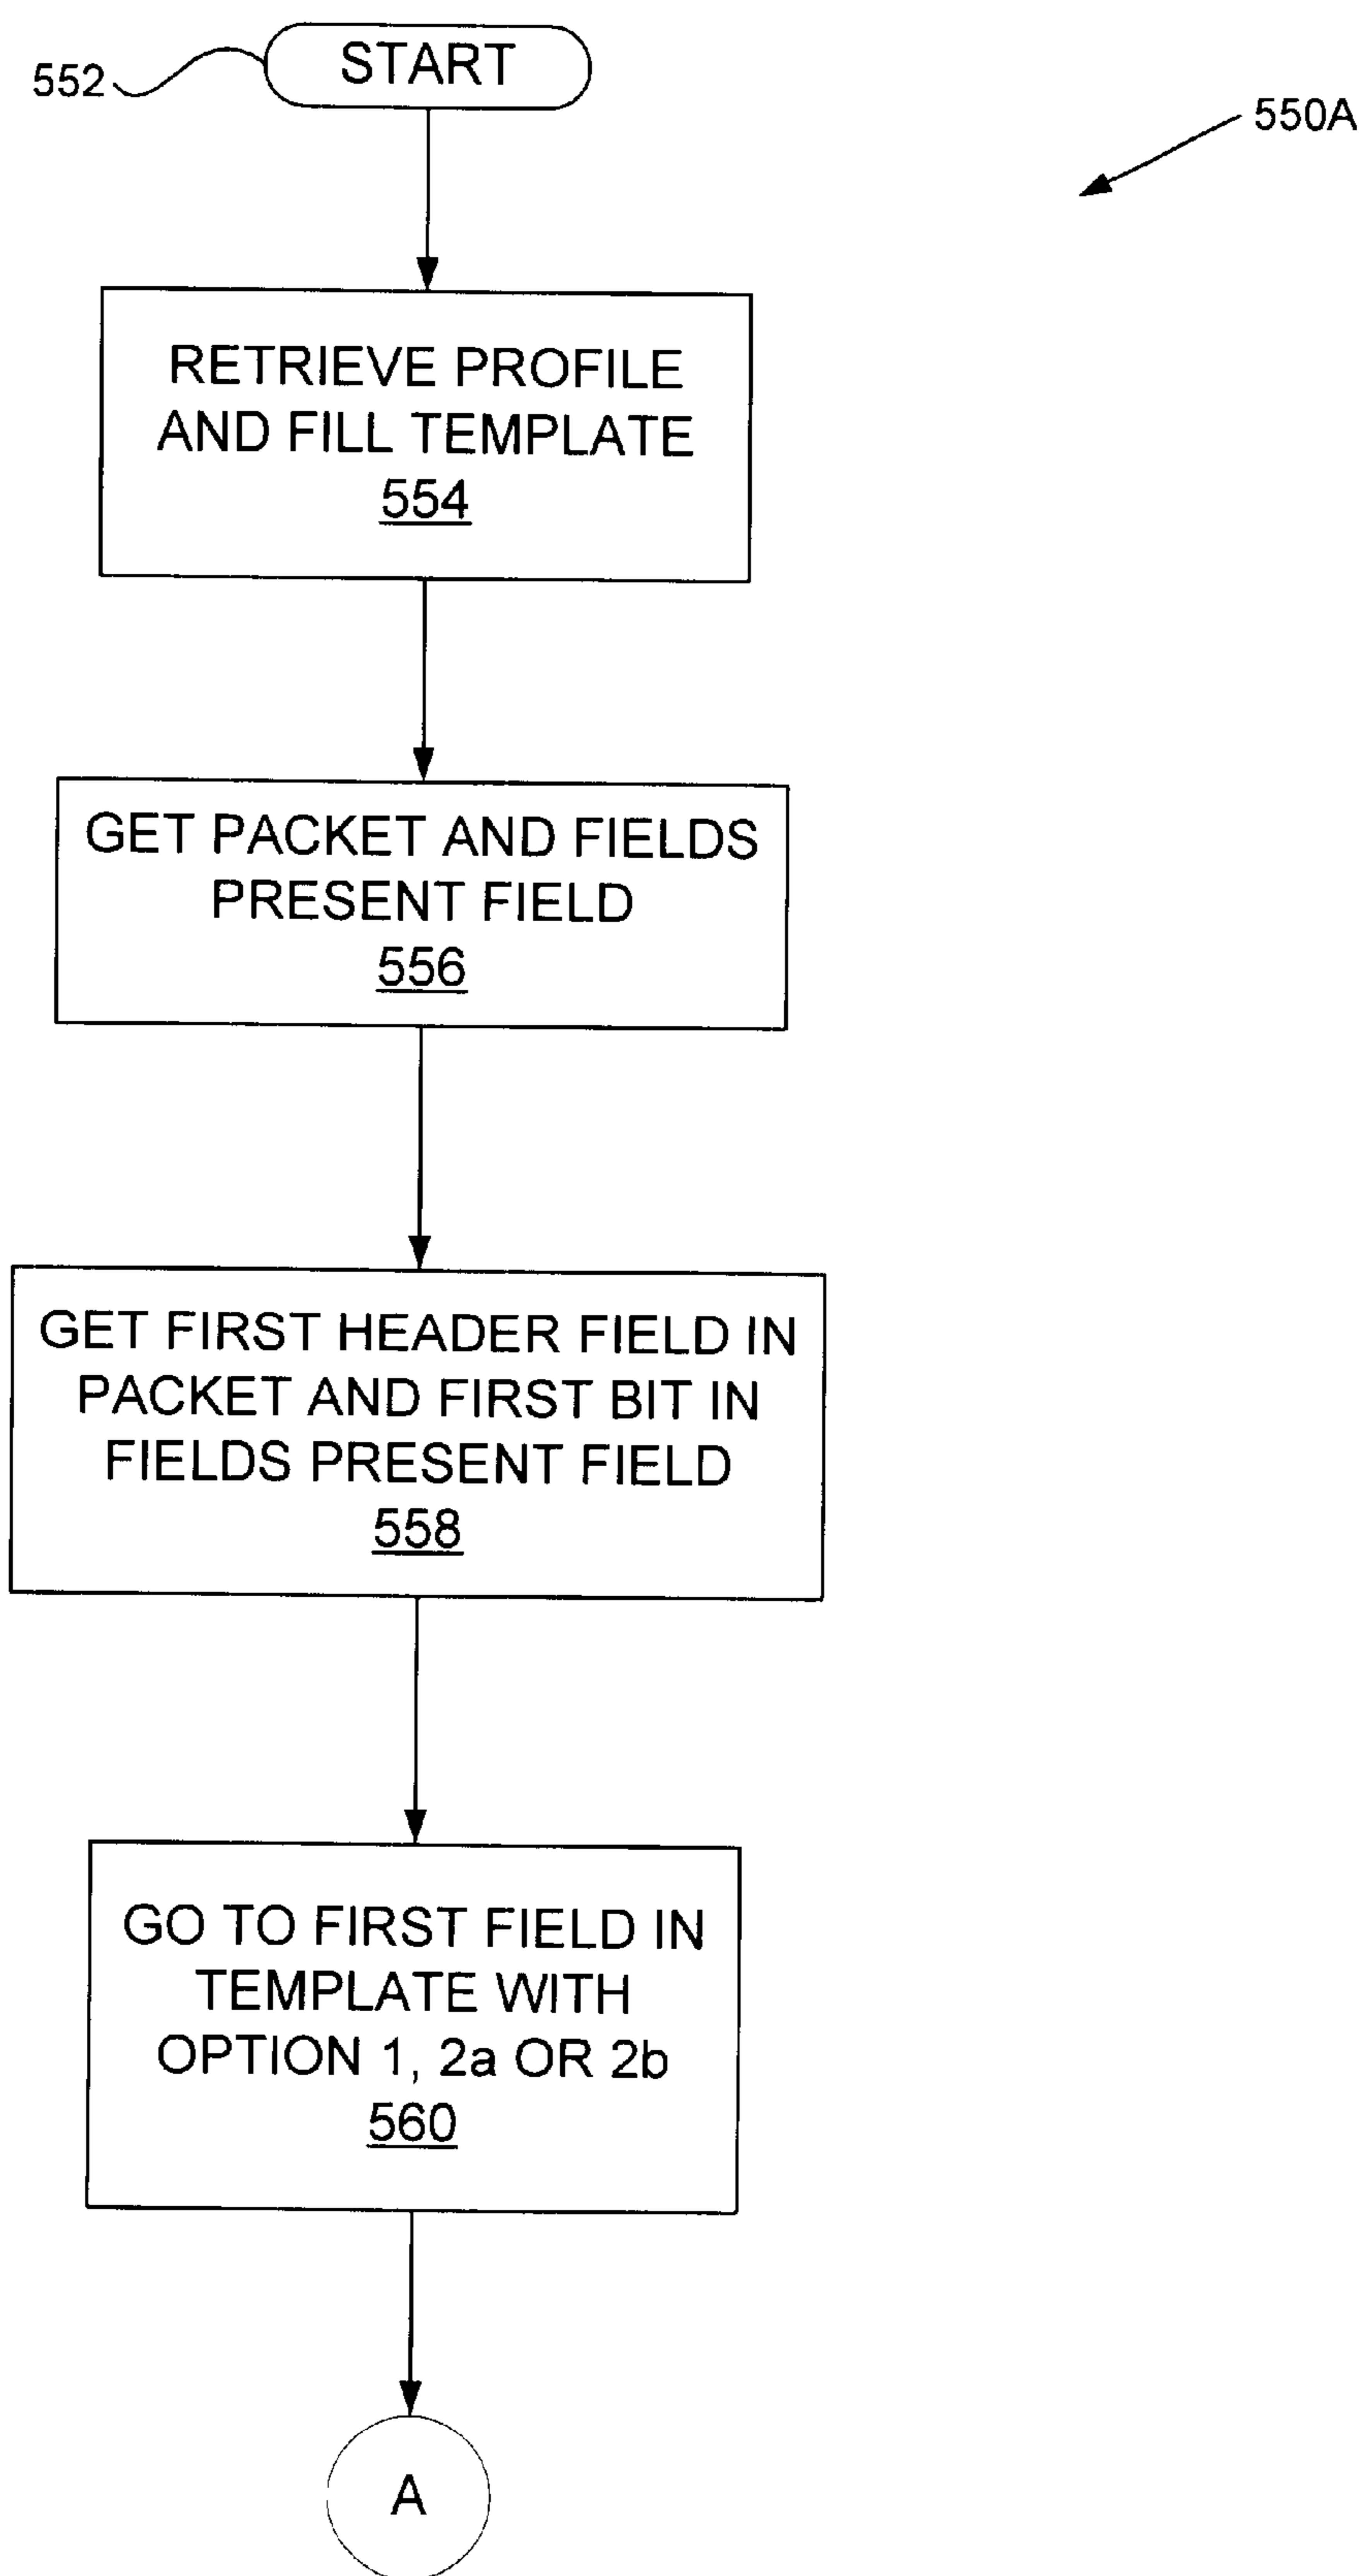 START
552
550A
RETRIEVE PROFILE
AND FILL TEMPLATE
554
GET PACKET AND FIELDS
PRESENT FIELD
556
GET FIRST HEADER FIELD IN
PACKET AND FIRST BIT IN
FIELDS PRESENT FIELD
558
GO TO FIRST FIELD IN
TEMPLATE WITH
OPTION 1, 2a OR 2b
560
A